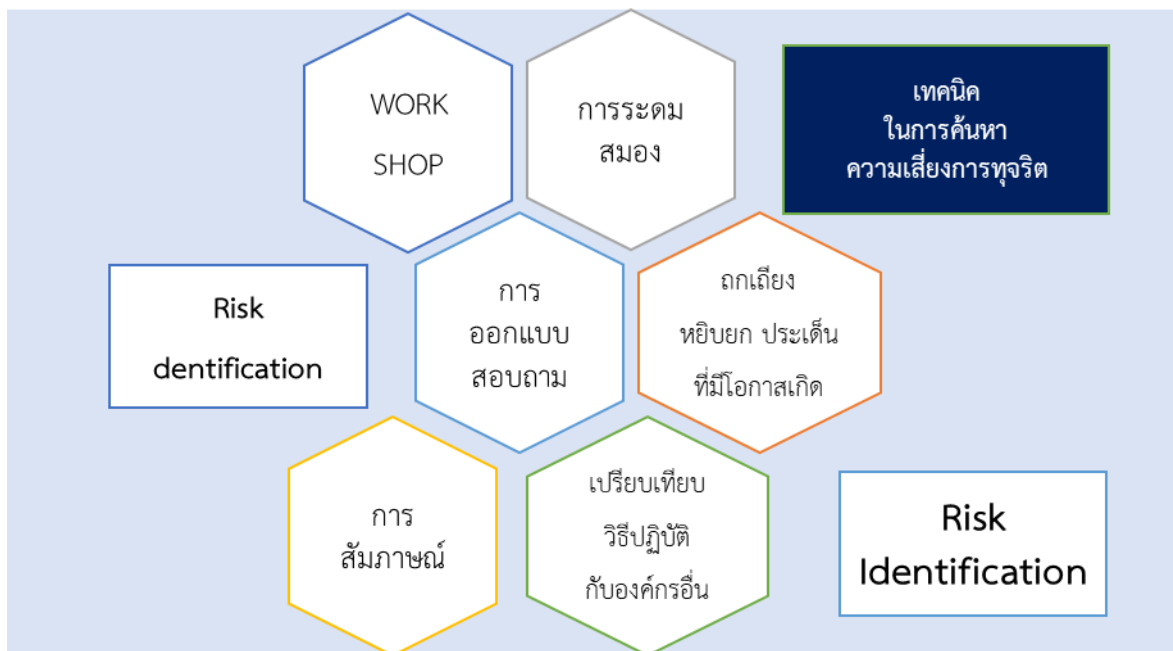 WORK
SHOP
การระดม
สมอง
เทคนิค
ในการค้นหา
ความเสี่ยงการทุจริต
Risk
dentification
การ
ออกแบบ
สอบถาม
ถกเถียง
หยิบยก ประเด็น
ที่มีโอกาสเกิด
การ
สัมภาษณ์
เปรียบเทียบ
วิธีปฏิบัติ
กับองค์กรอื่น
Risk
Identification